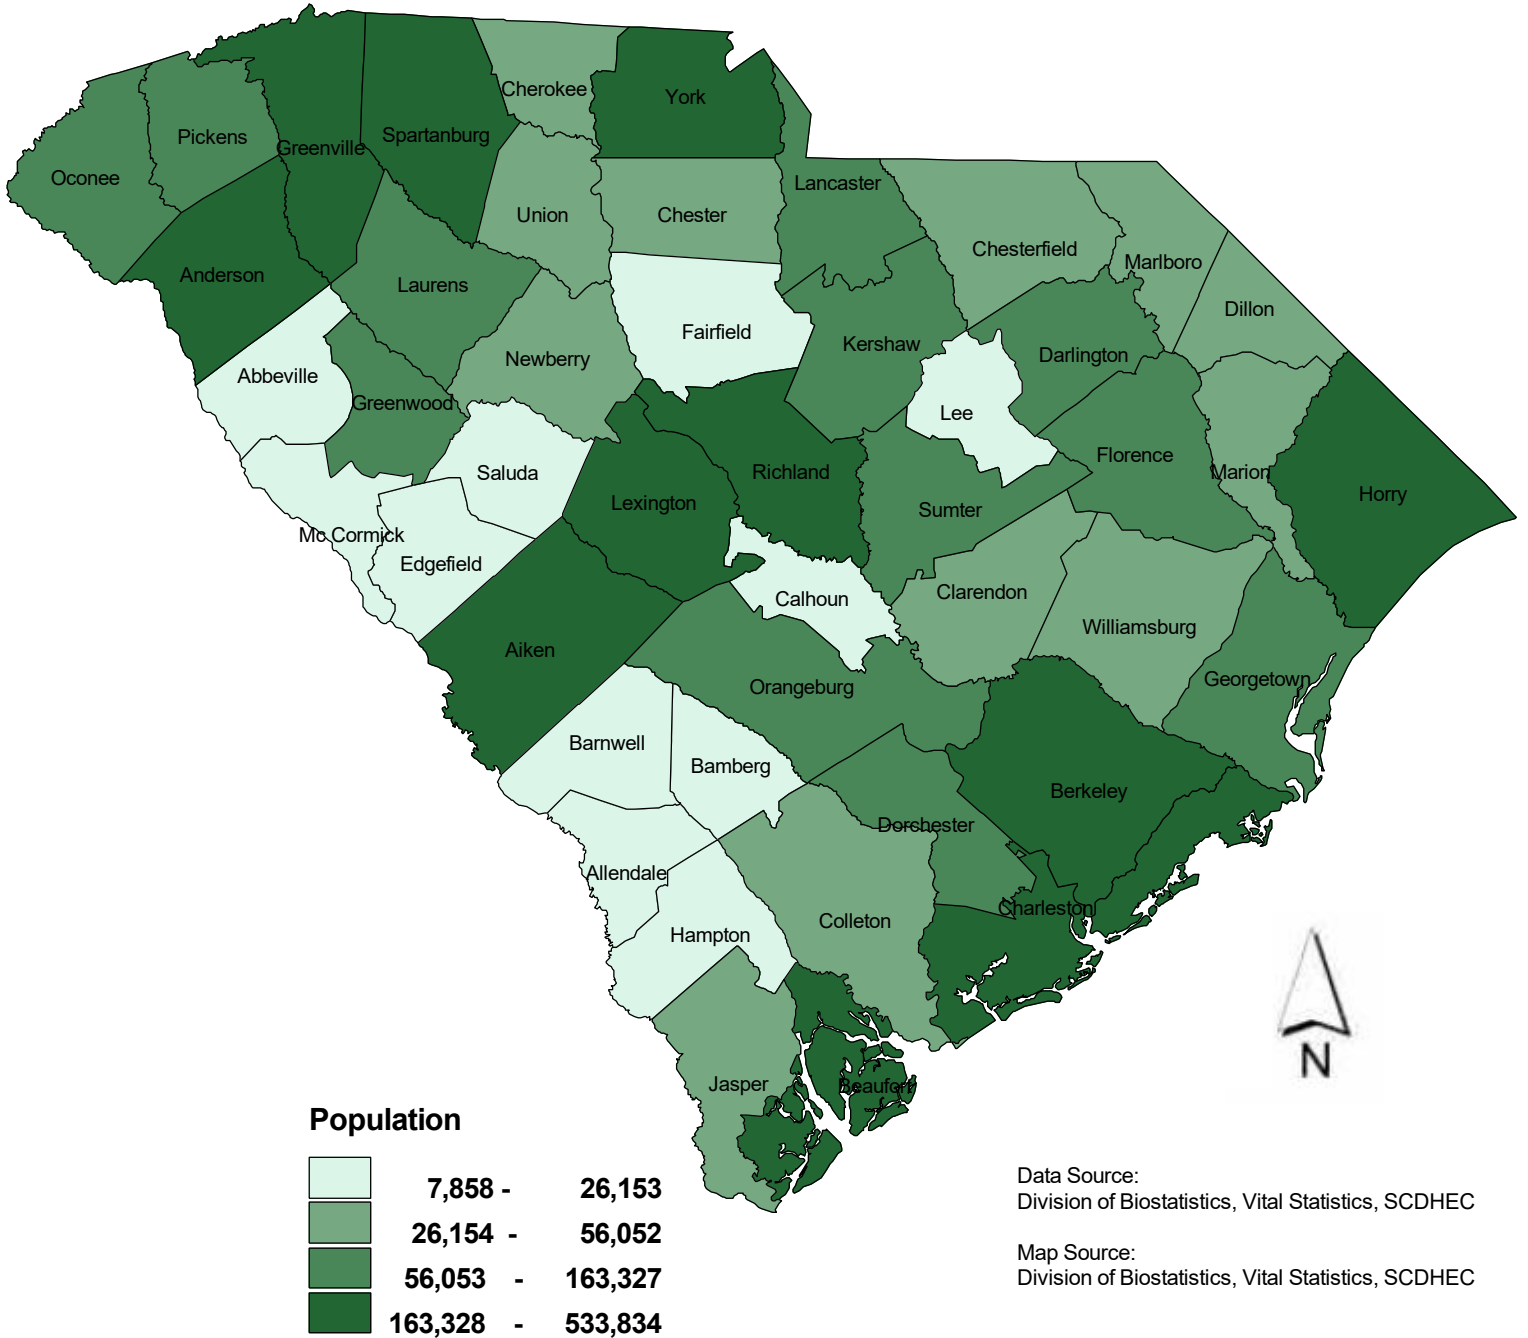 Cherokee
York
Spartanburg
Pickens
Greenville
Oconee
Lancaster
Union
Chester
Chesterfield
Marlboro
Anderson
Laurens
Dillon
Fairfield
Kershaw
Darlington
Newberry
Abbeville
Greenwood
Lee
Florence
Saluda
Richland
Marion
Horry
Lexington
Sumter
Mc Cormick
Edgefield
Clarendon
Calhoun
Williamsburg
Aiken
Georgetown
Orangeburg
Barnwell
Bamberg
Berkeley
Dorchester
Allendale
Charleston
Colleton
Hampton
N
Jasper
Beaufort
Population
7,858 - 26,153
26,154 - 56,052
56,053 - 163,327
163,328 - 533,834
Data Source:
Division of Biostatistics, Vital Statistics, SCDHEC
Map Source:
Division of Biostatistics, Vital Statistics, SCDHEC